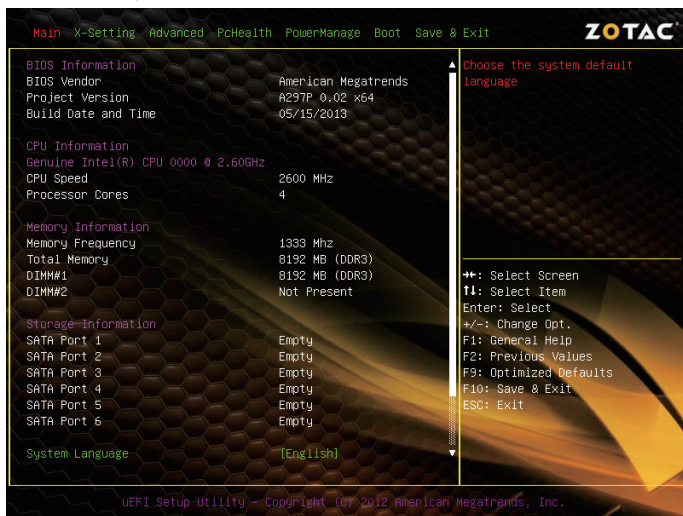 Main X-Setting Advanced PcHealth PowerManage Boot Save & Exit
ZOTAC
BIOS Information
BIOS Vendor American Megatrends
Project Version A297P 0.02 x64
Build Date and Time 05/15/2013
CPU Information
Genuine Intel(R) CPU 0000 @ 2.60GHz
CPU Speed 2600 MHz
Processor Cores 4
Memory Information
Memory Frequency 1333 Mhz
Total Memory 8192 MB (DDR3)
DIMM#1 8192 MB (DDR3)
DIMM#2 Not Present
Storage Information
SATA Port 1 Empty
SATA Port 2 Empty
SATA Port 3 Empty
SATA Port 4 Empty
SATA Port 5 Empty
SATA Port 6 Empty
System Language [English]
Choose the system default
language
→←: Select Screen
↑↓: Select Item
Enter: Select
+/-: Change Opt.
F1: General Help
F2: Previous Values
F9: Optimized Defaults
F10: Save & Exit
ESC: Exit
uEFI Setup Utility - Copyright (C) 2012 American Megatrends, Inc.